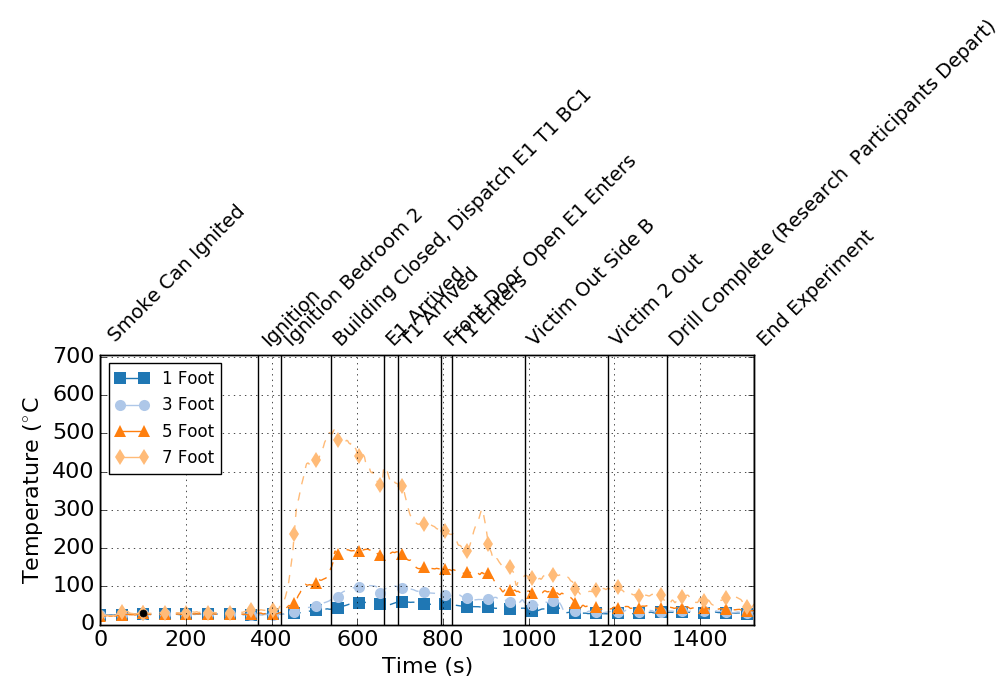 Smoke Can Ignited
Ignition
Ignition Bedroom 2
Building Closed, Dispatch E1 T1 BC1
E1 Arrived
T1 Arrived
Front Door Open E1 Enters
T1 Enters
Victim Out Side B
Victim 2 Out
Drill Complete (Research  Participants Depart)
End Experiment
700
600
500
400
300
200
100
0
Temperature (°C
1 Foot
3 Foot
5 Foot
7 Foot
0 200 400 600 800 1000 1200 1400
Time (s)